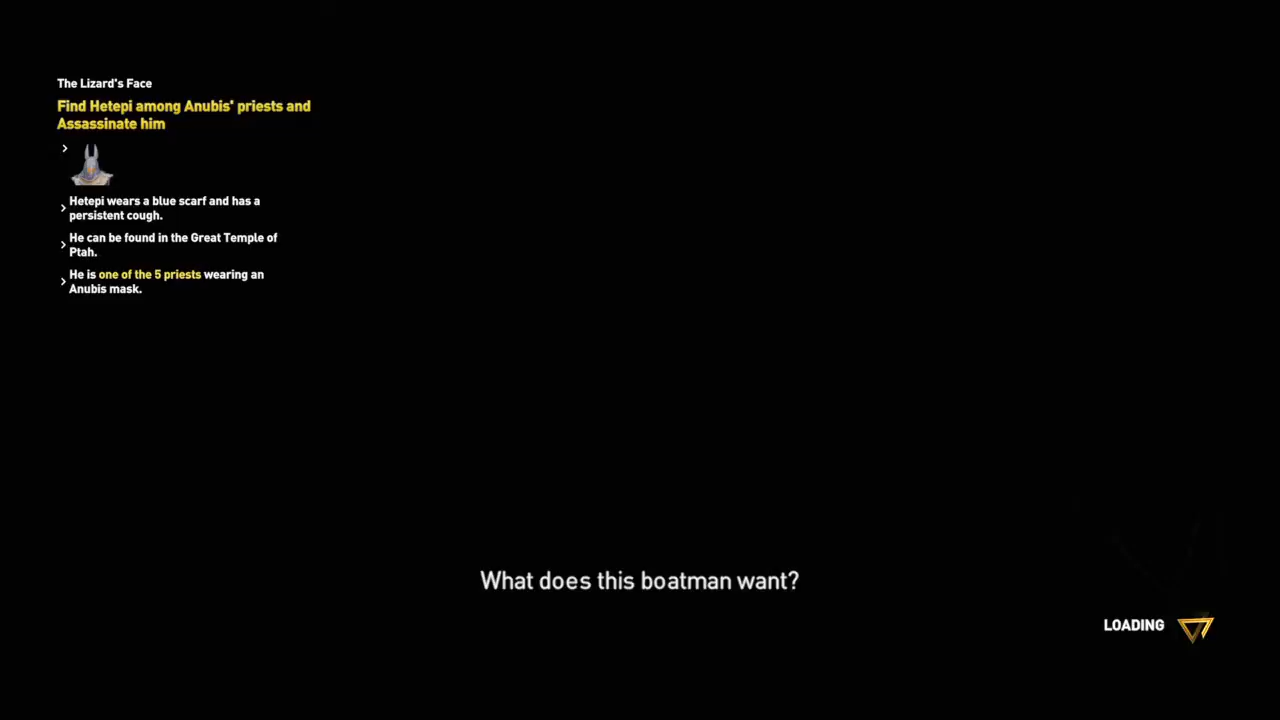 The Lizard's Face
Find Hetepi among Anubis' priests and
Assassinate him
Hetepi wears a blue scarf and has a
persistent cough.
He can be found in the Great Temple of
Ptah.
He is one of the 5 priests wearing an
Anubis mask.
What does this boatman want?
LOADING